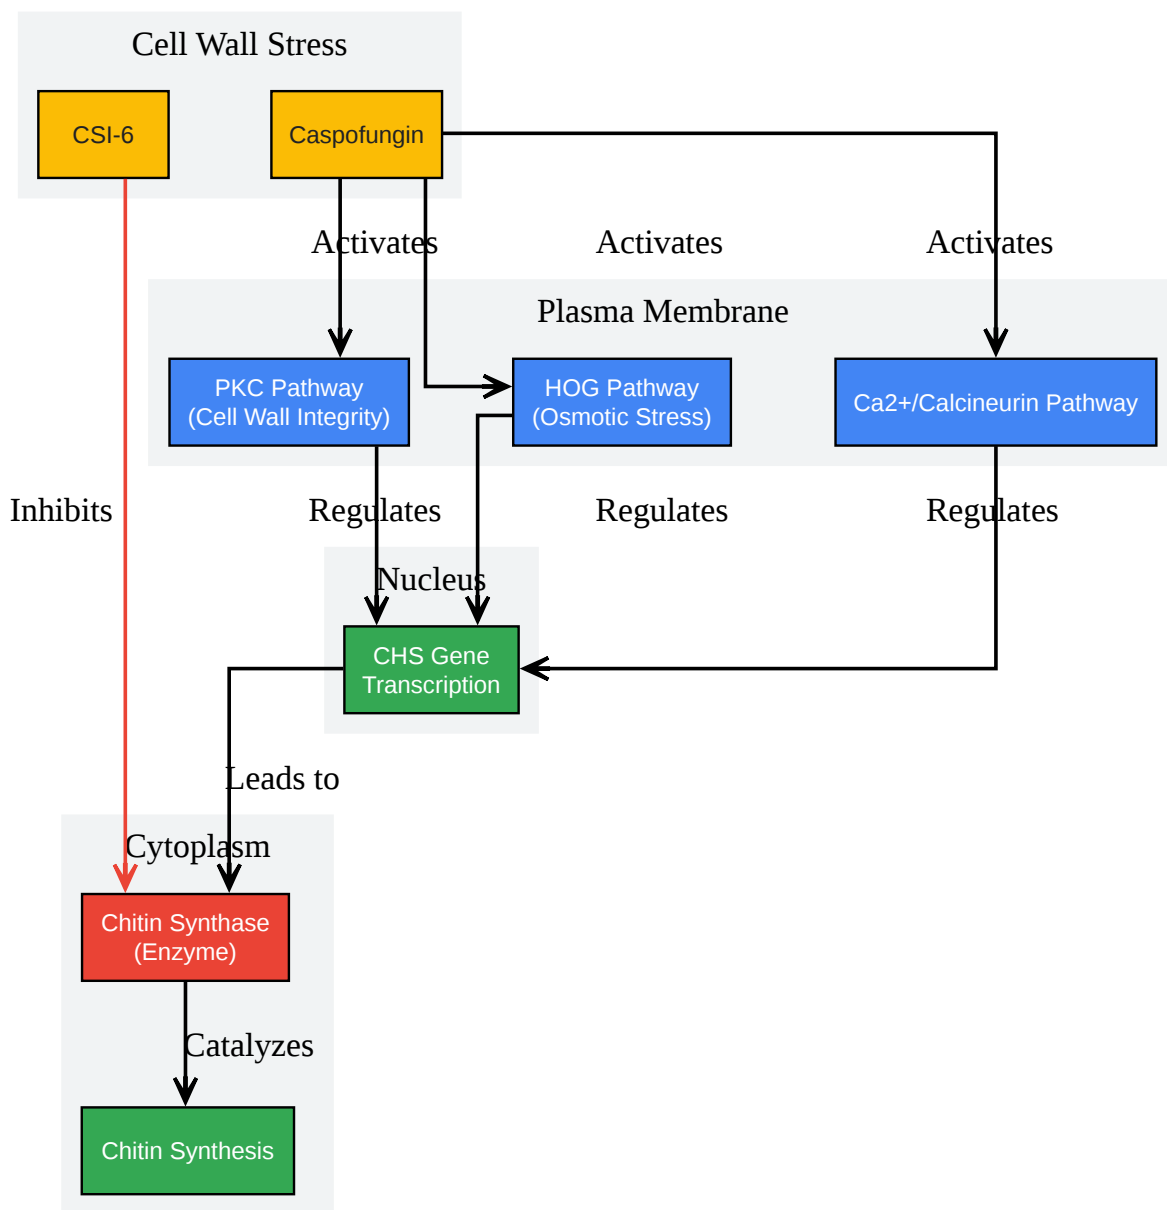 Cell Wall Stress
CSI-6
Caspofungin
Activates
Activates
Activates
Plasma Membrane
PKC Pathway
(Cell Wall Integrity)
HOG Pathway
(Osmotic Stress)
Ca2+/Calcineurin Pathway
Inhibits
Regulates
Regulates
Regulates
Nucleus
CHS Gene
Transcription
Leads to
Cytoplasm
Chitin Synthase
(Enzyme)
Catalyzes
Chitin Synthesis